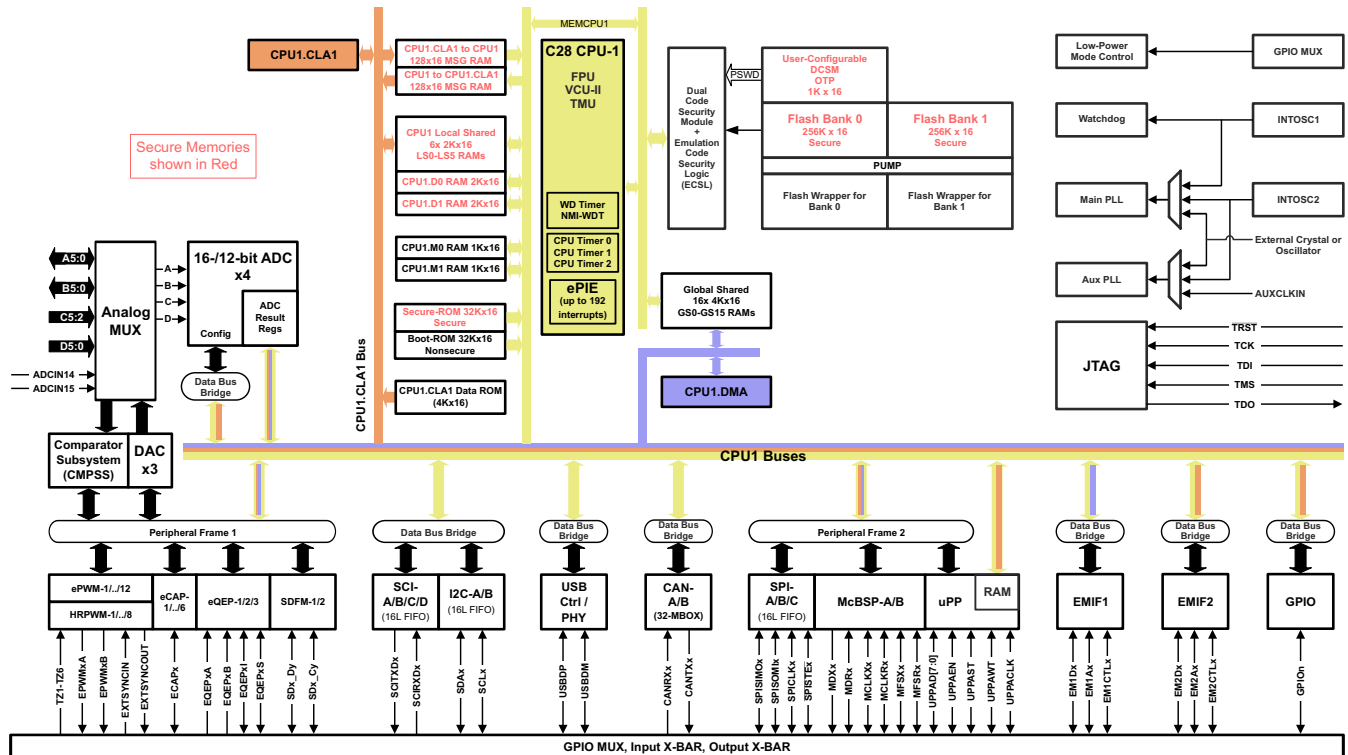 MEMCPU1
CPU1.CLA1
CPU1.CLA1 to CPU1
128x16 MSG RAM
CPU1 to CPU1.CLA1
128x16 MSG RAM
C28 CPU-1
FPU
VCU-II
TMU
Dual
Code
Security
Module
+
Emulation
Code
Security
Logic
(ECSL)
PSWD
User-Configurable
DCSM
OTP
1K x 16
Flash Bank 0
256K x 16
Secure
Flash Bank 1
256K x 16
Secure
PUMP
Flash Wrapper for
Bank 0
Flash Wrapper for
Bank 1
Low-Power
Mode Control
GPIO MUX
Watchdog
INTOSC1
Main PLL
INTOSC2
External Crystal or
Oscillator
Aux PLL
AUXCLKIN
JTAG
TRST
TCK
TDI
TMS
TDO
Secure Memories
shown in Red
CPU1 Local Shared
6x 2Kx16
LS0-LS5 RAMs
CPU1.D0 RAM 2Kx16
CPU1.D1 RAM 2Kx16
CPU1.M0 RAM 1Kx16
CPU1.M1 RAM 1Kx16
Secure-ROM 32Kx16
Secure
Boot-ROM 32Kx16
Nonsecure
CPU1.CLA1 Data ROM
(4Kx16)
CPU1.CLA1 Bus
WD Timer
NMI-WDT
CPU Timer 0
CPU Timer 1
CPU Timer 2
ePIE
(up to 192
interrupts)
Global Shared
16x 4Kx16
GS0-GS15 RAMs
CPU1.DMA
A5:0
B5:0
C5:2
D5:0
ADCIN14
ADCIN15
Analog
MUX
A
B
C
D
16-/12-bit ADC
x4
Config
ADC
Result
Regs
Data Bus
Bridge
Comparator
Subsystem
(CMPSS)
DAC
x3
CPU1 Buses
Peripheral Frame 1
Data Bus Bridge
Data Bus
Bridge
Data Bus
Bridge
Peripheral Frame 2
Data Bus
Bridge
Data Bus
Bridge
Data Bus
Bridge
ePWM-1/../12
HRPWM-1/../8
eCAP-
1/../6
eQEP-1/2/3
SDFM-1/2
SCI-
A/B/C/D
(16L FIFO)
I2C-A/B
(16L FIFO)
USB
Ctrl /
PHY
CAN-
A/B
(32-MBOX)
SPI-
A/B/C
(16L FIFO)
McBSP-A/B
uPP
RAM
EMIF1
EMIF2
GPIO
TZ1-TZ6
EPWMxA
EPWMxB
EXTSYNCIN
EXTSYNCOUT
ECAPx
EQEPxA
EQEPxB
EQEPxI
EQEPxS
SDx_Dy
SDx_Cy
SCITXDx
SCIRXDx
SDAx
SCLx
USBDP
USBDM
CANRXx
CANTXx
SPISIMOx
SPISOMIx
SPICLKx
SPISTEx
MDXx
MDRx
MCLKXx
MCLKRx
MFSXx
MFSRx
UPPAD[7:0]
UPPAEN
UPPAST
UPPAWT
UPPACLK
EM1Dx
EM1Ax
EM1CTLx
EM2Dx
EM2Ax
EM2CTLx
GPIOn
GPIO MUX, Input X-BAR, Output X-BAR